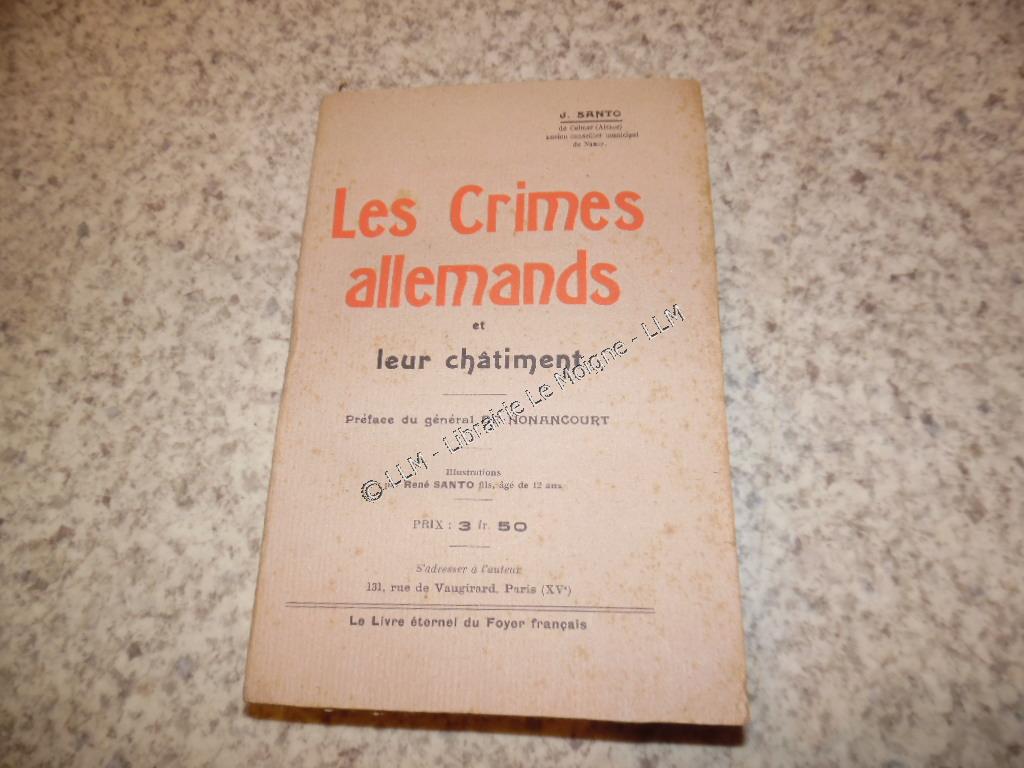 J. SANTO
de Colmar (Alsace)
ancien conseiller municipal
de Nancy.
Les Crimes
allemands
et
leur châtiment
Préface du général DE NONANCOURT
Illustrations
par René SANTO fils, âgé de 12 ans
PRIX : 3 fr. 50
S'adresser à l'auteur
131, rue de Vaugirard, Paris (XVe)
Le Livre éternel du Foyer français
© LLM - Librairie Le Moigne - LLM